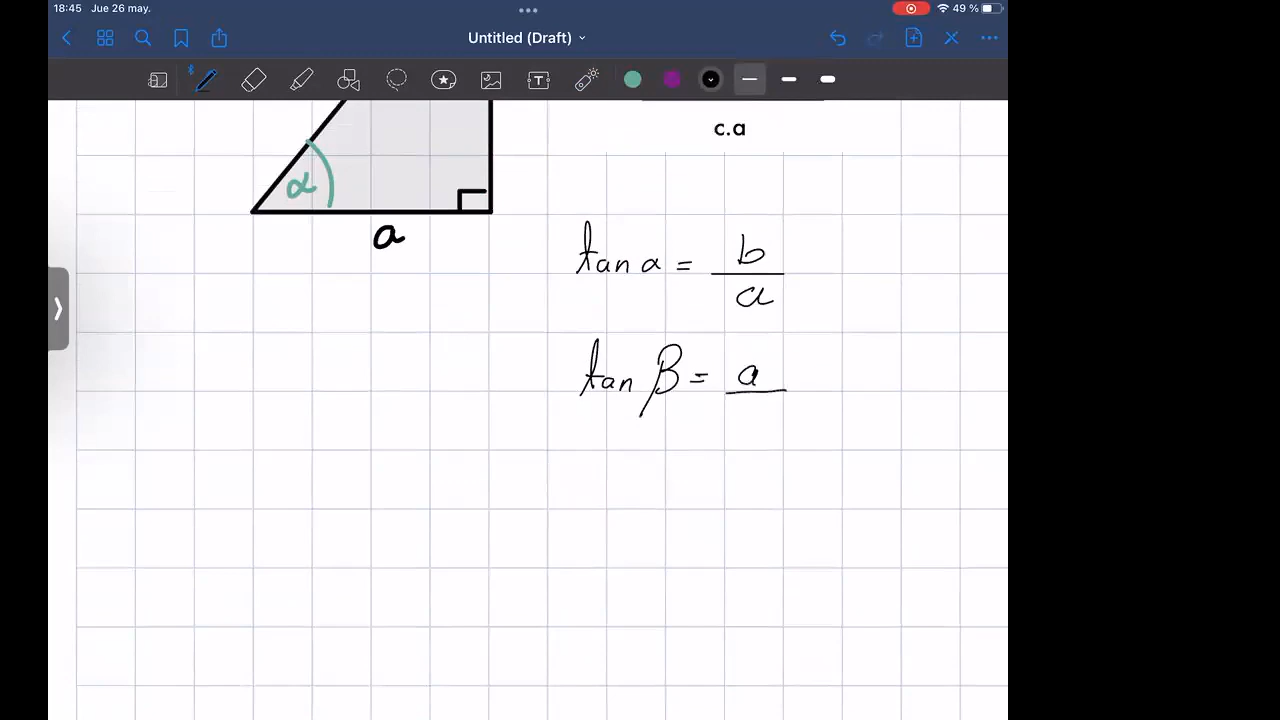 18:45 Jue 26 may.
49 %
Untitled (Draft)
T
c.a
α
a
tan α = b
a
tan β = a